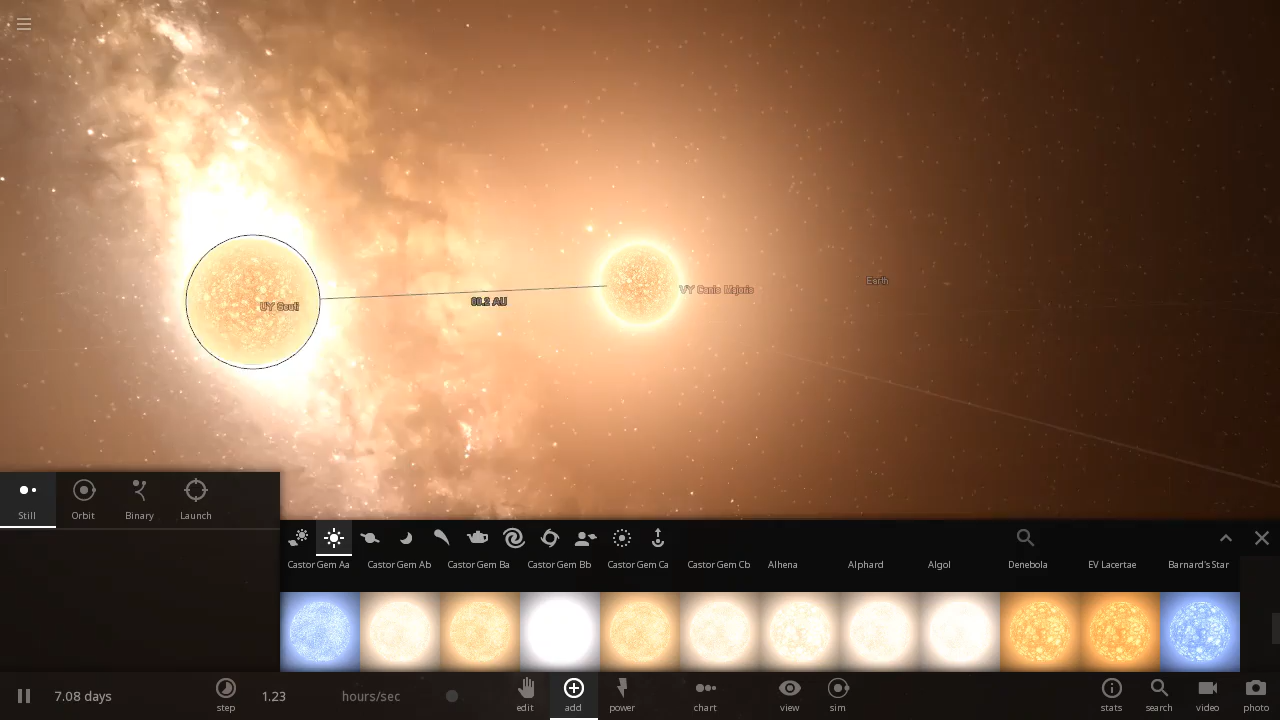 UY Scuti
80.2 AU
VY Canis Majoris
Earth
Still
Orbit
Binary
Launch
Castor Gem Aa
Castor Gem Ab
Castor Gem Ba
Castor Gem Bb
Castor Gem Ca
Castor Gem Cb
Alhena
Alphard
Algol
Denebola
EV Lacertae
Barnard's Star
7.08 days
step
1.23
hours/sec
edit
add
power
chart
view
sim
stats
search
video
photo